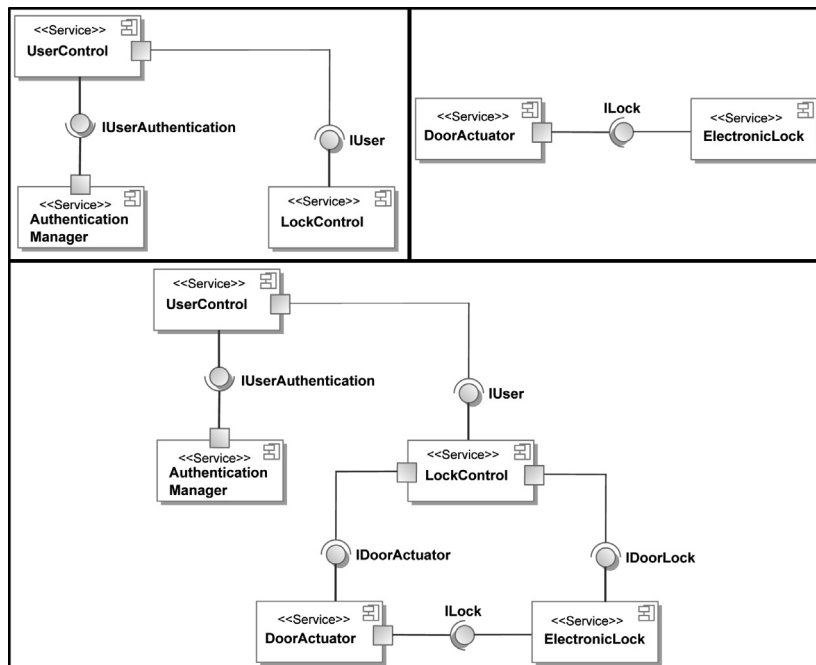 <<Service>>
UserControl
IUserAuthentication
IUser
<<Service>>
Authentication
Manager
<<Service>>
LockControl
<<Service>>
DoorActuator
ILock
<<Service>>
ElectronicLock
<<Service>>
UserControl
IUserAuthentication
IUser
<<Service>>
Authentication
Manager
<<Service>>
LockControl
IDoorActuator
IDoorLock
<<Service>>
DoorActuator
ILock
<<Service>>
ElectronicLock